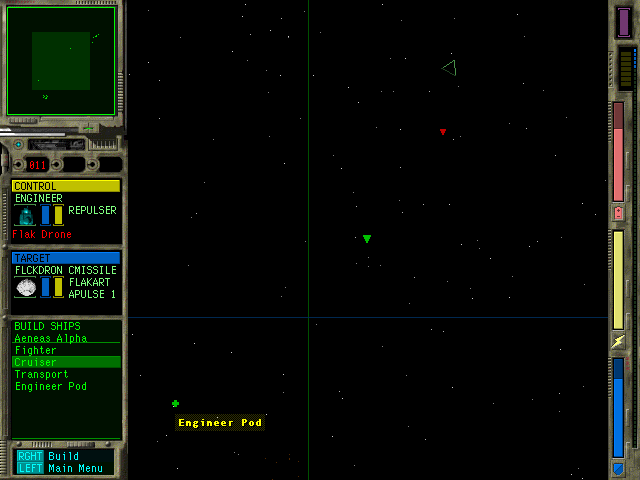 011
CONTROL
ENGINEER
REPULSER
Flak Drona
TARGET
FLCKDRON CMISSILE
FLAKART
APULSE 1
BUILD SHIPS
Aeneas Alpha
Fighter
Cruiser
Transport
Engineer Pod
RGHT Build
LEFT Main Menu
Engineer Pod